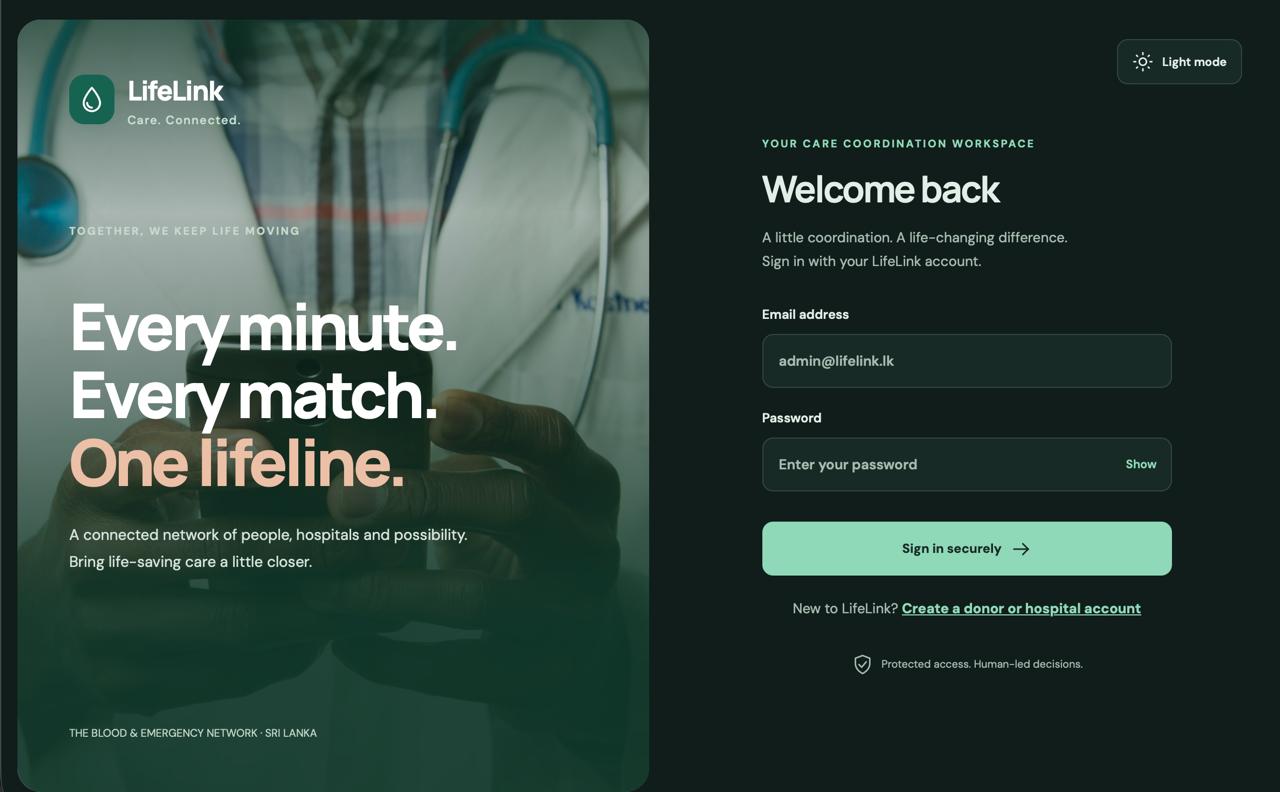 LifeLink
Care. Connected.
TOGETHER, WE KEEP LIFE MOVING
Every minute.
Every match.
One lifeline.
A connected network of people, hospitals and possibility.
Bring life-saving care a little closer.
THE BLOOD & EMERGENCY NETWORK · SRI LANKA
Light mode
YOUR CARE COORDINATION WORKSPACE
Welcome back
A little coordination. A life-changing difference.
Sign in with your LifeLink account.
Email address
admin@lifelink.lk
Password
Enter your password
Show
Sign in securely →
New to LifeLink? Create a donor or hospital account
Protected access. Human-led decisions.